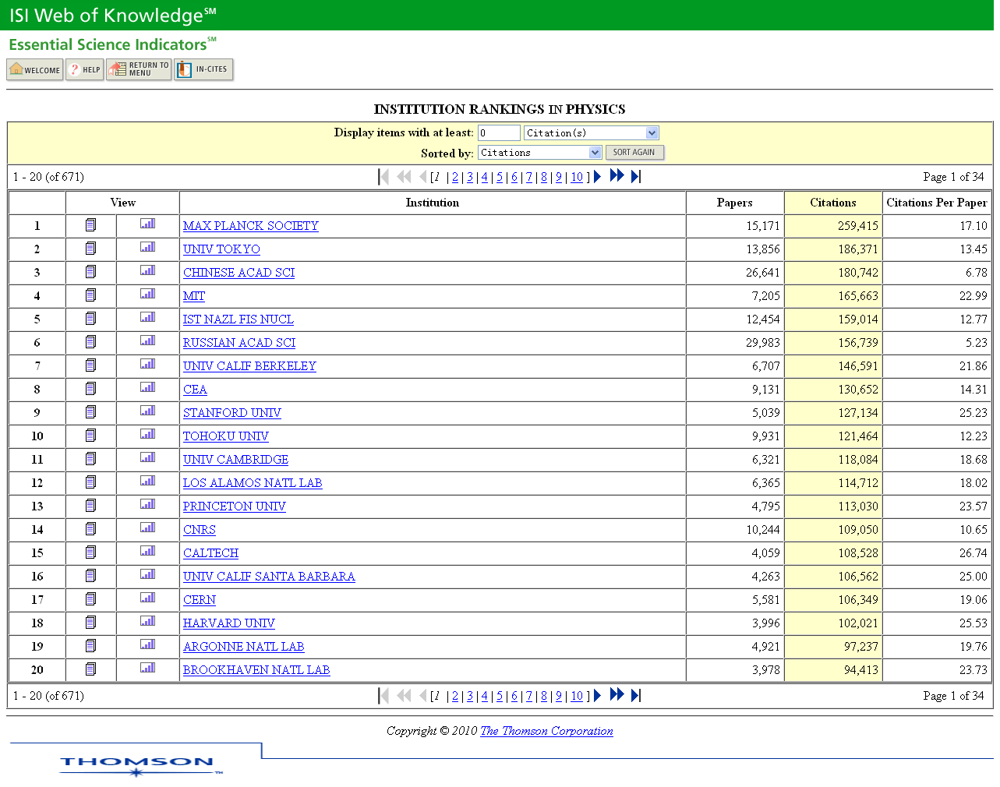 ISI Web of Knowledge℠
Essential Science Indicators℠
WELCOME ? HELP RETURN TO MENU IN-CITES
INSTITUTION RANKINGS IN PHYSICS
Display items with at least: 0 Citation(s)
Sorted by: Citations SORT AGAIN
1 - 20 (of 671) [1 | 2 | 3 | 4 | 5 | 6 | 7 | 8 | 9 | 10 ] Page 1 of 34
View Institution Papers Citations Citations Per Paper
1 MAX PLANCK SOCIETY 15,171 259,415 17.10
2 UNIV TOKYO 13,856 186,371 13.45
3 CHINESE ACAD SCI 26,641 180,742 6.78
4 MIT 7,205 165,663 22.99
5 IST NAZL FIS NUCL 12,454 159,014 12.77
6 RUSSIAN ACAD SCI 29,983 156,739 5.23
7 UNIV CALIF BERKELEY 6,707 146,591 21.86
8 CEA 9,131 130,652 14.31
9 STANFORD UNIV 5,039 127,134 25.23
10 TOHOKU UNIV 9,931 121,464 12.23
11 UNIV CAMBRIDGE 6,321 118,084 18.68
12 LOS ALAMOS NATL LAB 6,365 114,712 18.02
13 PRINCETON UNIV 4,795 113,030 23.57
14 CNRS 10,244 109,050 10.65
15 CALTECH 4,059 108,528 26.74
16 UNIV CALIF SANTA BARBARA 4,263 106,562 25.00
17 CERN 5,581 106,349 19.06
18 HARVARD UNIV 3,996 102,021 25.53
19 ARGONNE NATL LAB 4,921 97,237 19.76
20 BROOKHAVEN NATL LAB 3,978 94,413 23.73
1 - 20 (of 671) [1 | 2 | 3 | 4 | 5 | 6 | 7 | 8 | 9 | 10 ] Page 1 of 34
Copyright © 2010 The Thomson Corporation
THOMSON™